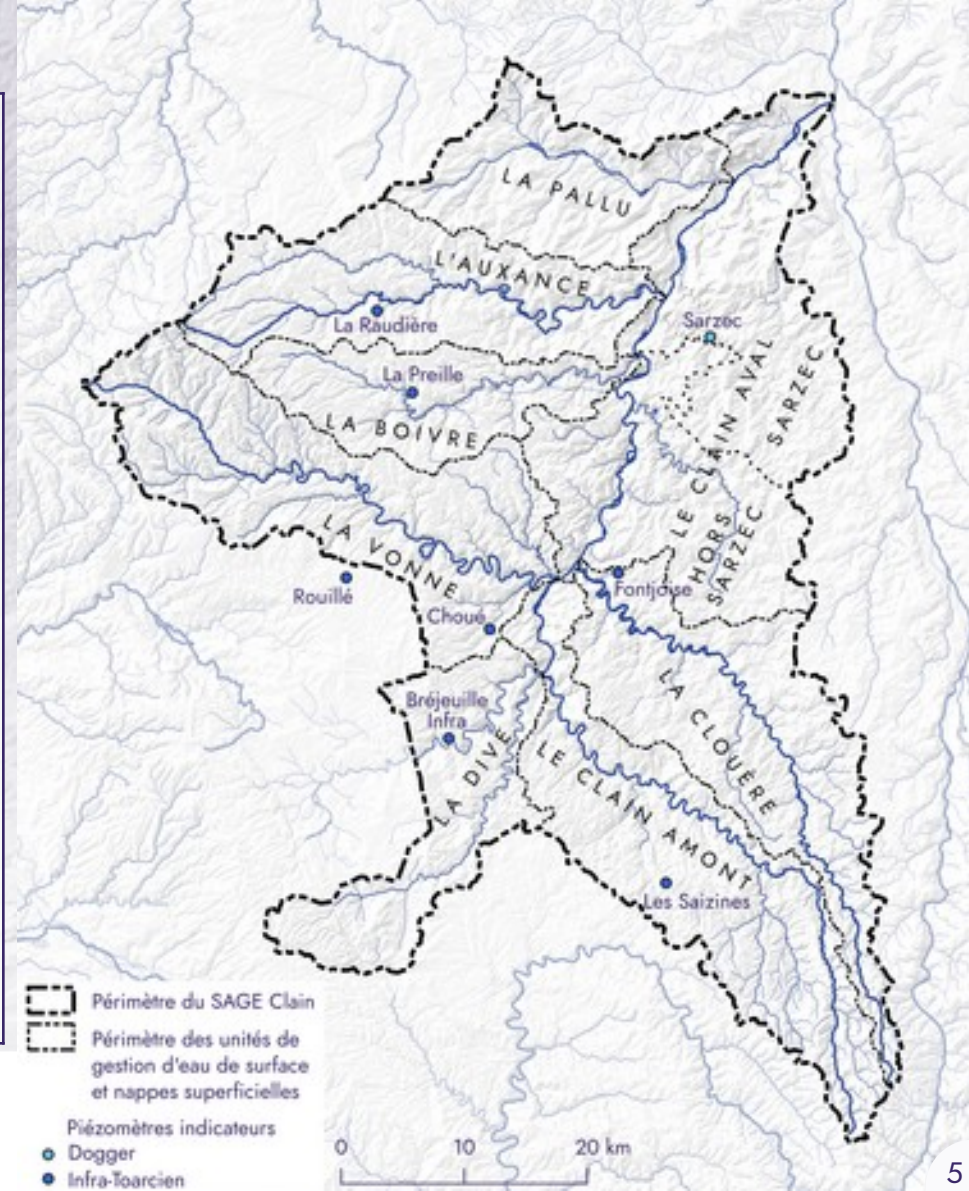 LA PALLU
L'AUXANCE
La Raudière
Sarzec
La Preille
LA BOIVRE
LE CLAIN AVAL
HORS
SARZEC
SARZEC
LA VONNE
Rouillé
Fontjoise
Choué
LA CLOUÈRE
Bréjeuille
Infra
LA DIVE
LE CLAIN AMONT
Les Saizines
Périmètre du SAGE Clain
Périmètre des unités de
gestion d'eau de surface
et nappes superficielles
Piézomètres indicateurs
Dogger
Infra-Toarcien
0 10 20 km
5